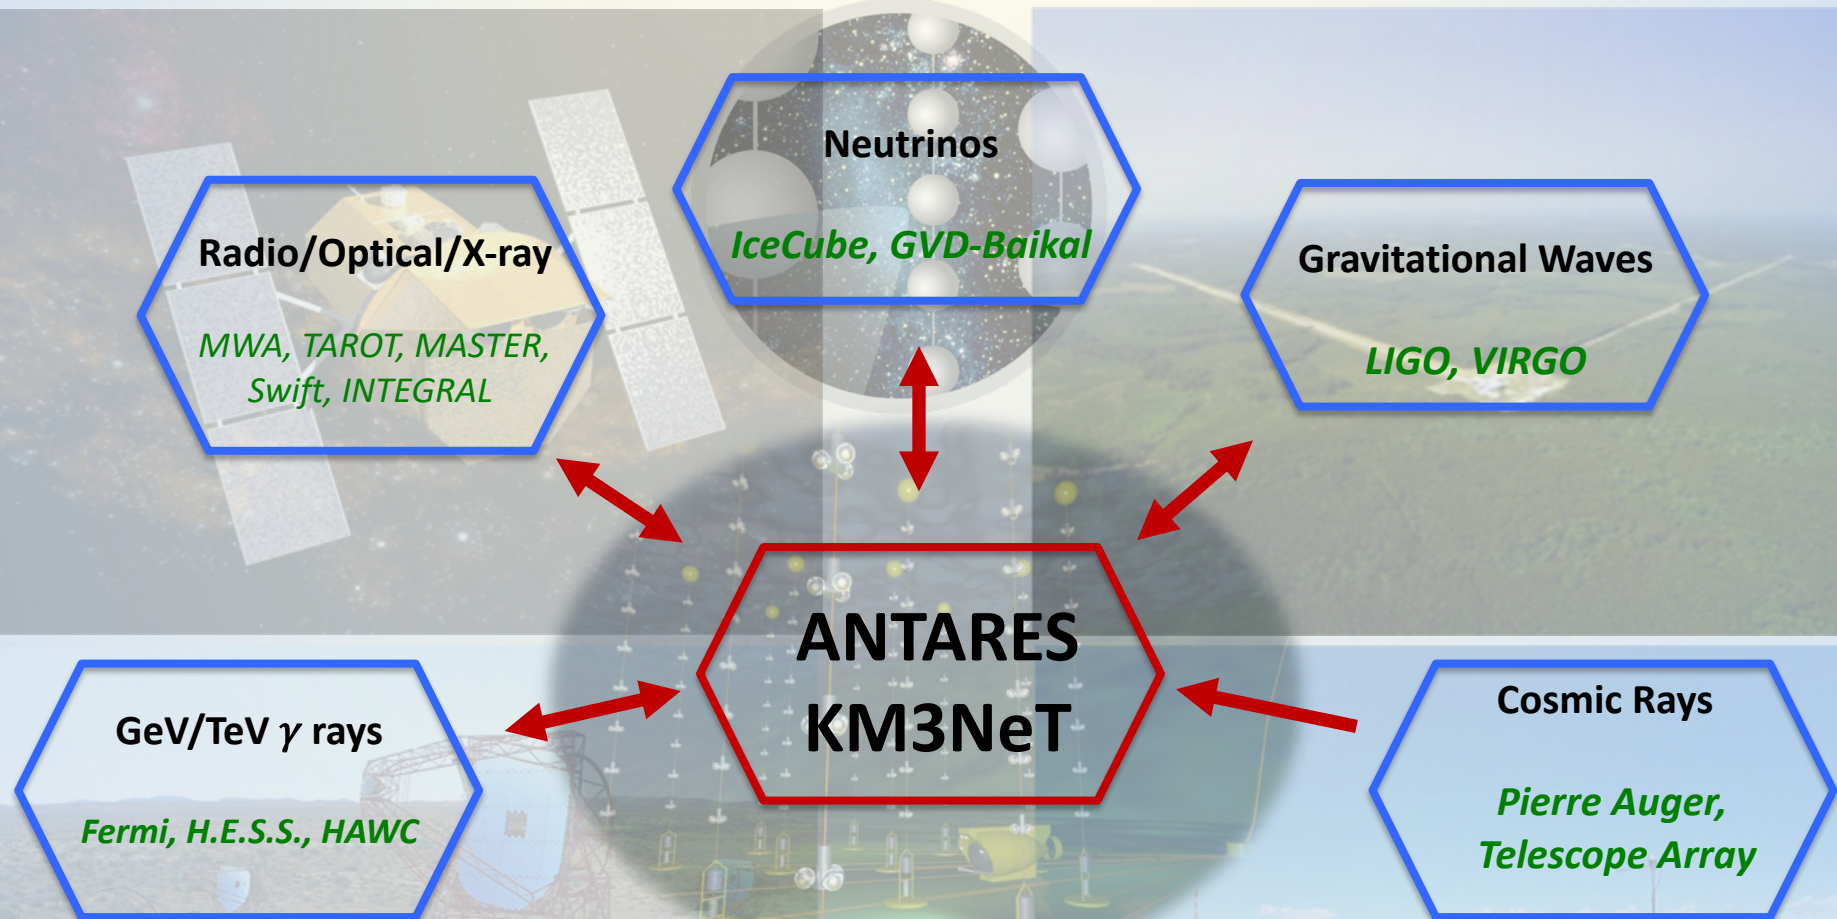 Neutrinos
IceCube, GVD-Baikal
Radio/Optical/X-ray
MWA, TAROT, MASTER,
Swift, INTEGRAL
Gravitational Waves
LIGO, VIRGO
ANTARES
KM3NeT
GeV/TeV γ rays
Fermi, H.E.S.S., HAWC
Cosmic Rays
Pierre Auger,
Telescope Array